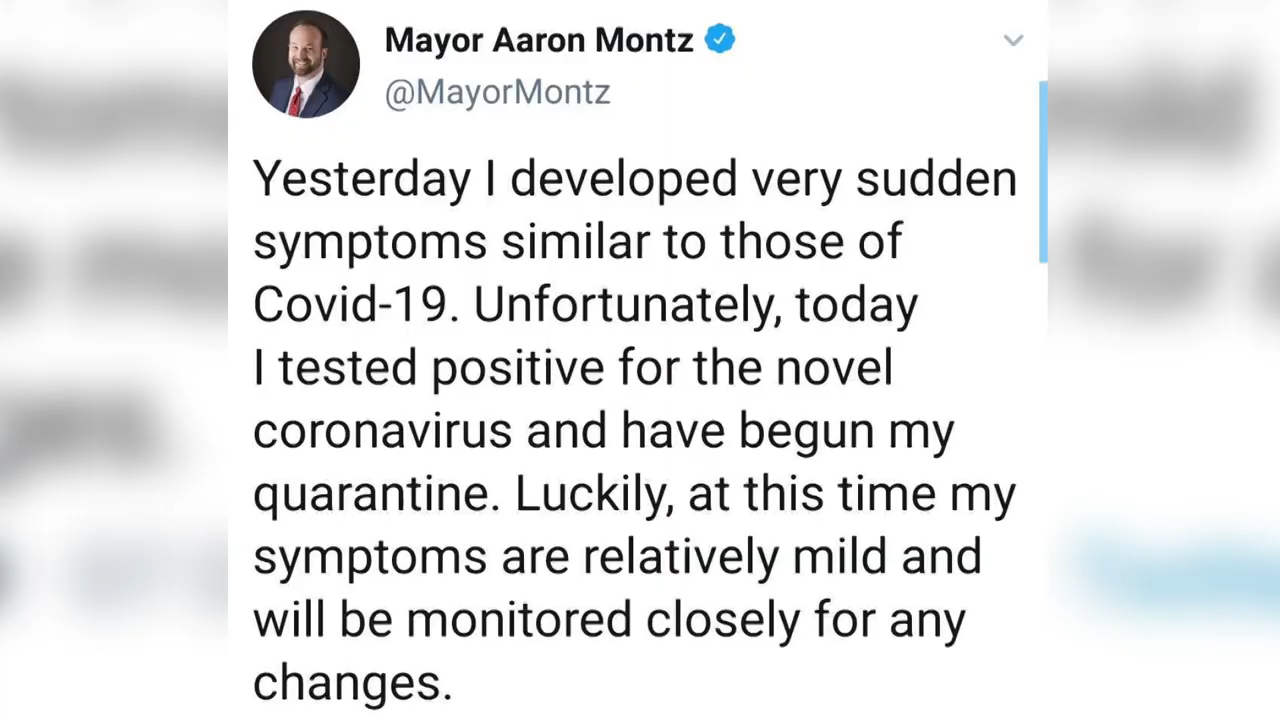 Mayor Aaron Montz
@MayorMontz
Yesterday I developed very sudden
symptoms similar to those of
Covid-19. Unfortunately, today
I tested positive for the novel
coronavirus and have begun my
quarantine. Luckily, at this time my
symptoms are relatively mild and
will be monitored closely for any
changes.